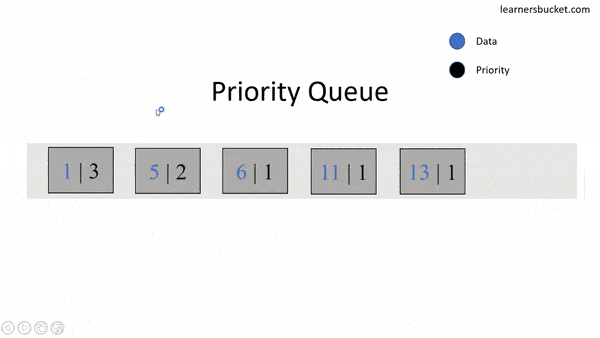 learnersbucket.com
Data
Priority
Priority Queue
1 | 3
5 | 2
6 | 1
11 | 1
13 | 1